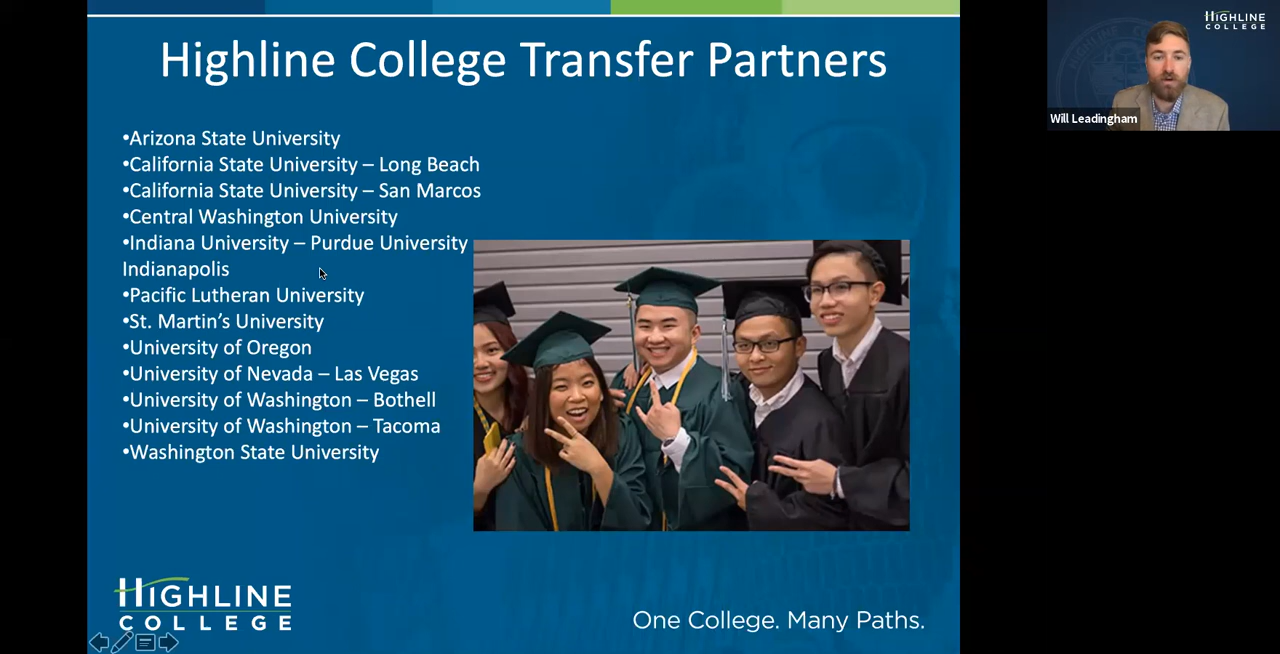 Highline College Transfer Partners
•Arizona State University
•California State University – Long Beach
•California State University – San Marcos
•Central Washington University
•Indiana University – Purdue University
Indianapolis
•Pacific Lutheran University
•St. Martin’s University
•University of Oregon
•University of Nevada – Las Vegas
•University of Washington – Bothell
•University of Washington – Tacoma
•Washington State University
HIGHLINE
COLLEGE
One College. Many Paths.
HIGHLINE
COLLEGE
Will Leadingham